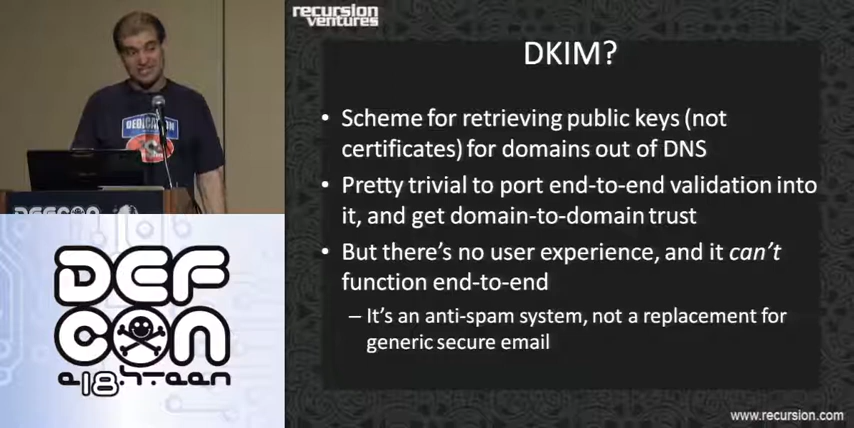 recursion
ventures
DKIM?
• Scheme for retrieving public keys (not
certificates) for domains out of DNS
• Pretty trivial to port end-to-end validation into
it, and get domain-to-domain trust
• But there's no user experience, and it can't
function end-to-end
– It's an anti-spam system, not a replacement for
generic secure email
www.recursion.com
DEDICATION
DEFCON
DEF
CON
e18hteen